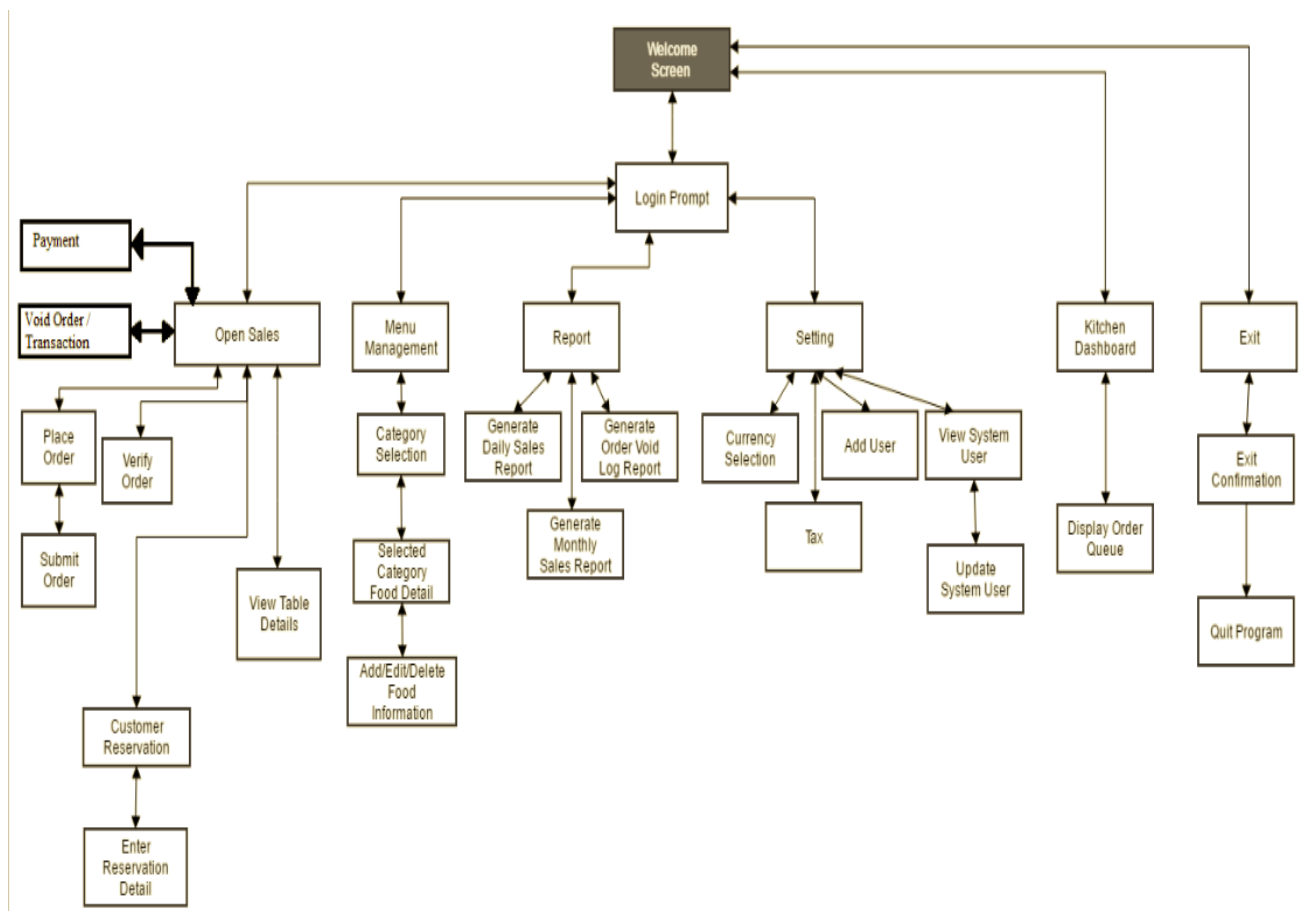 Welcome
Screen
Login Prompt
Payment
Void Order /
Transaction
Open Sales
Menu
Management
Report
Setting
Kitchen
Dashboard
Exit
Place
Order
Verify
Order
Category
Selection
Generate
Daily Sales
Report
Generate
Order Void
Log Report
Currency
Selection
Add User
View System
User
Exit
Confirmation
Submit
Order
View Table
Details
Selected
Category
Food Detail
Generate
Monthly
Sales Report
Tax
Update
System User
Display Order
Queue
Quit Program
Add/Edit/Delete
Food
Information
Customer
Reservation
Enter
Reservation
Detail